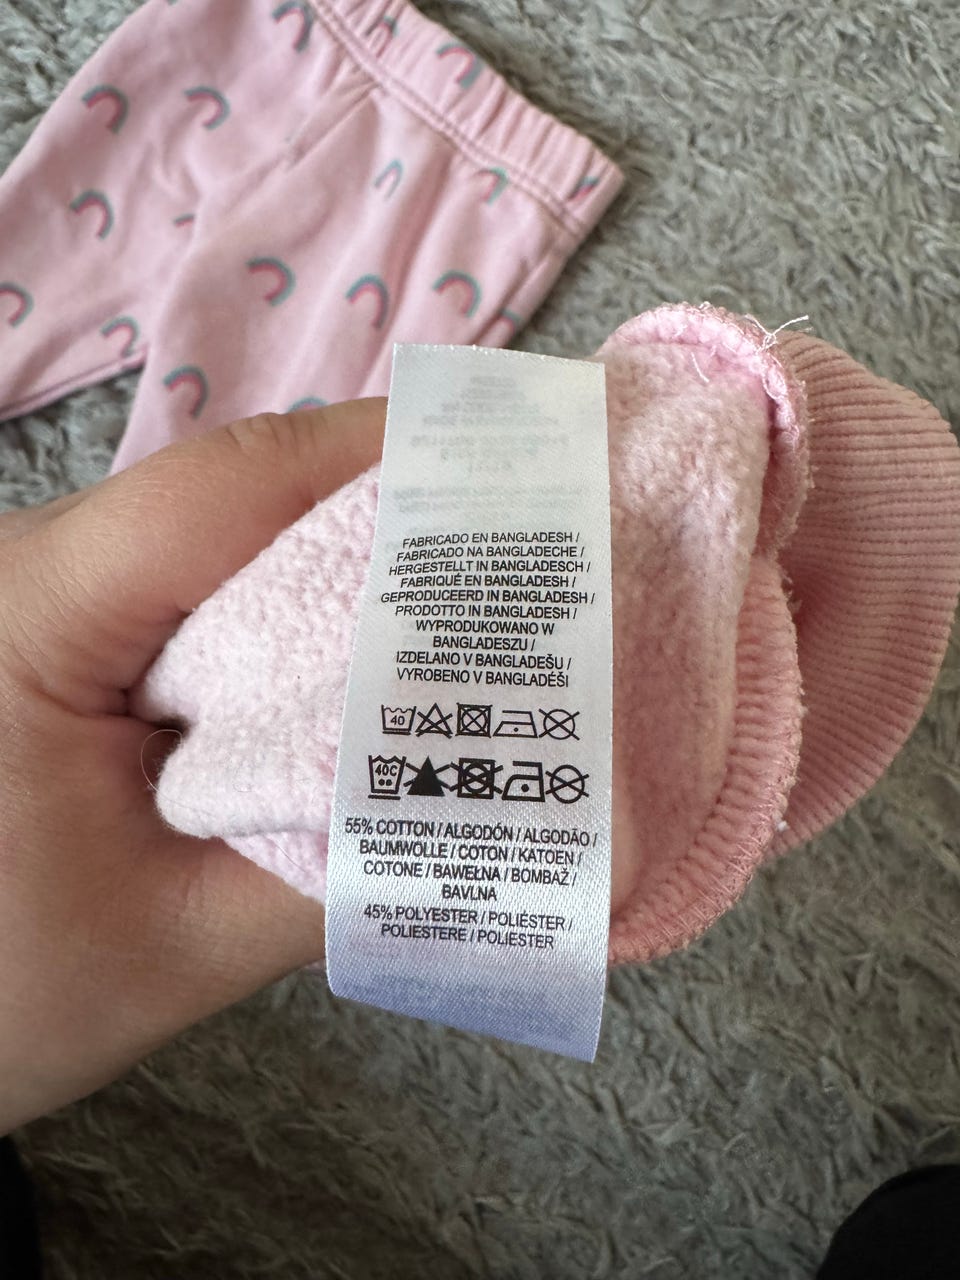 FABRICADO EN BANGLADESH /
FABRICADO NA BANGLADECHE /
HERGESTELLT IN BANGLADESCH /
FABRIQUÉ EN BANGLADESH /
GEPRODUCEERD IN BANGLADESH /
PRODOTTO IN BANGLADESH /
WYPRODUKOWANO W
BANGLADESZU /
IZDELANO V BANGLADEŠU /
VYROBENO V BANGLADÉŠI
40
40C
55% COTTON / ALGODÓN / ALGODÃO /
BAUMWOLLE / COTON / KATOEN /
COTONE / BAWEŁNA / BOMBAŽ /
BAVLNA
45% POLYESTER / POLIÉSTER /
POLIESTERE / POLIESTER